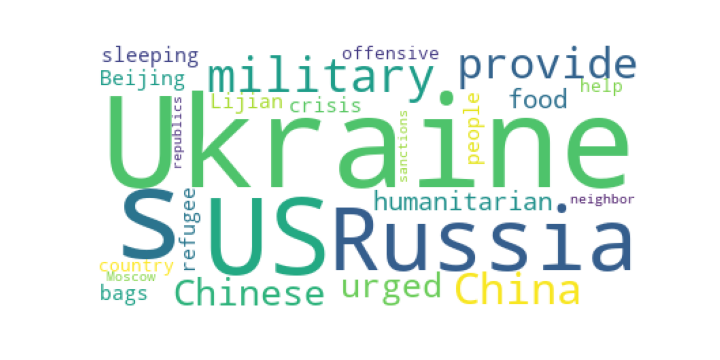 sleeping
offensive
military
provide
Beijing
Lijian
crisis
food
help
republics
Ukraine
sanctions
people
s
US
refugee
humanitarian
neighbor
Russia
country
Moscow
bags
Chinese
urged
China